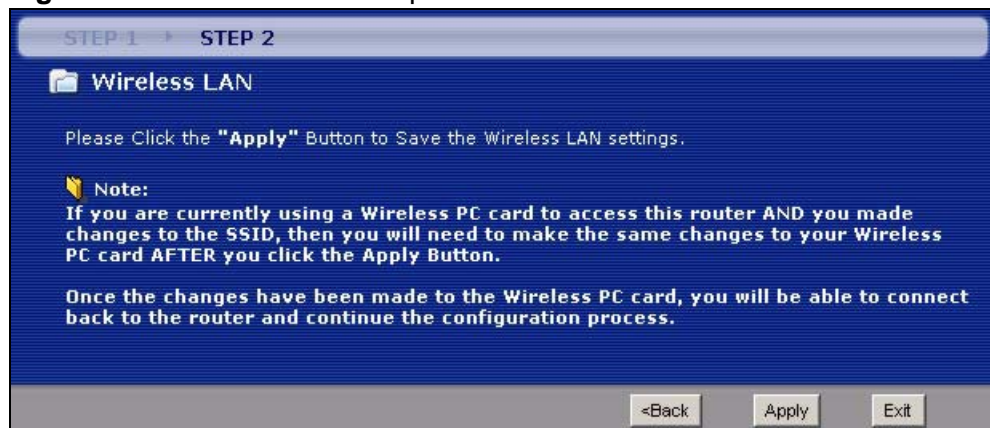 STEP 1 STEP 2
Wireless LAN
Please Click the "Apply" Button to Save the Wireless LAN settings.
Note:
If you are currently using a Wireless PC card to access this router AND you made
changes to the SSID, then you will need to make the same changes to your Wireless
PC card AFTER you click the Apply Button.
Once the changes have been made to the Wireless PC card, you will be able to connect
back to the router and continue the configuration process.
<Back Apply Exit